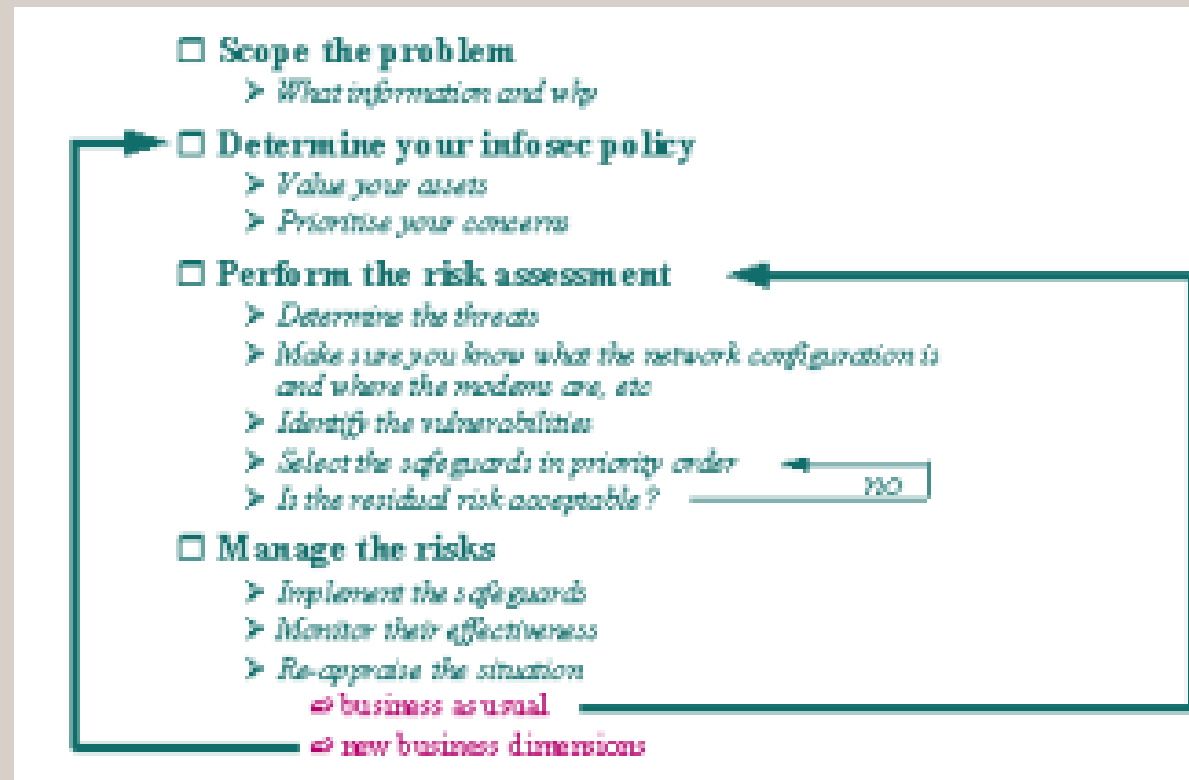 Scope the problem
What information and why
Determine your infosec policy
Value your assets
Prioritise your concerns
Perform the risk assessment
Determine the threats
Make sure you know what the network configuration is
and where the modems are, etc
Identify the vulnerabilities
Select the safeguards in priority order
Is the residual risk acceptable?
no
Manage the risks
Implement the safeguards
Monitor their effectiveness
Re-appraise the situation
business as usual
new business dimensions